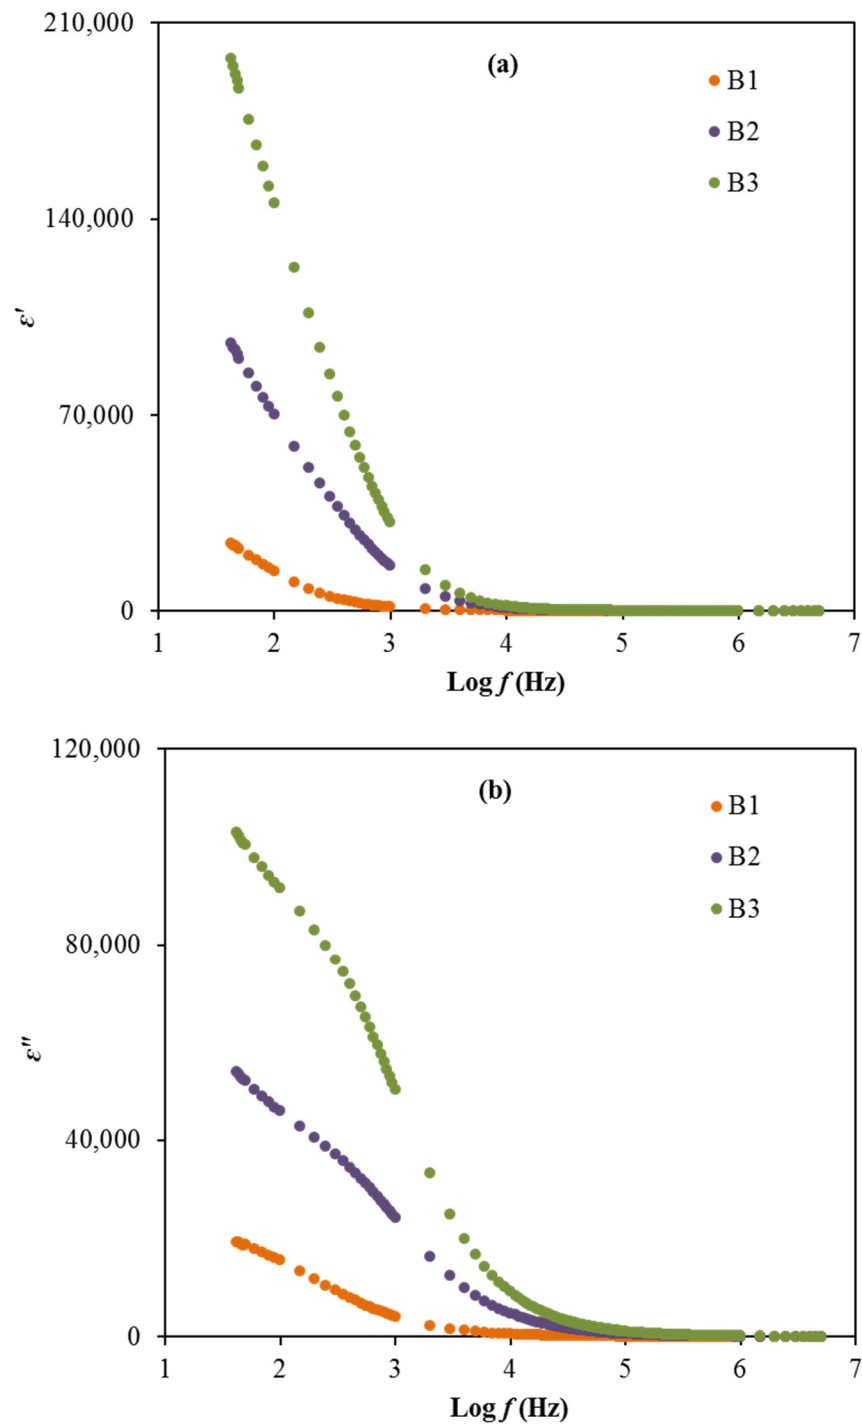 210,000
(a)
B1
B2
B3
140,000
ε′
70,000
0
1 2 3 4 5 6 7
Log f (Hz)
120,000
(b)
B1
B2
B3
80,000
ε″
40,000
0
1 2 3 4 5 6 7
Log f (Hz)